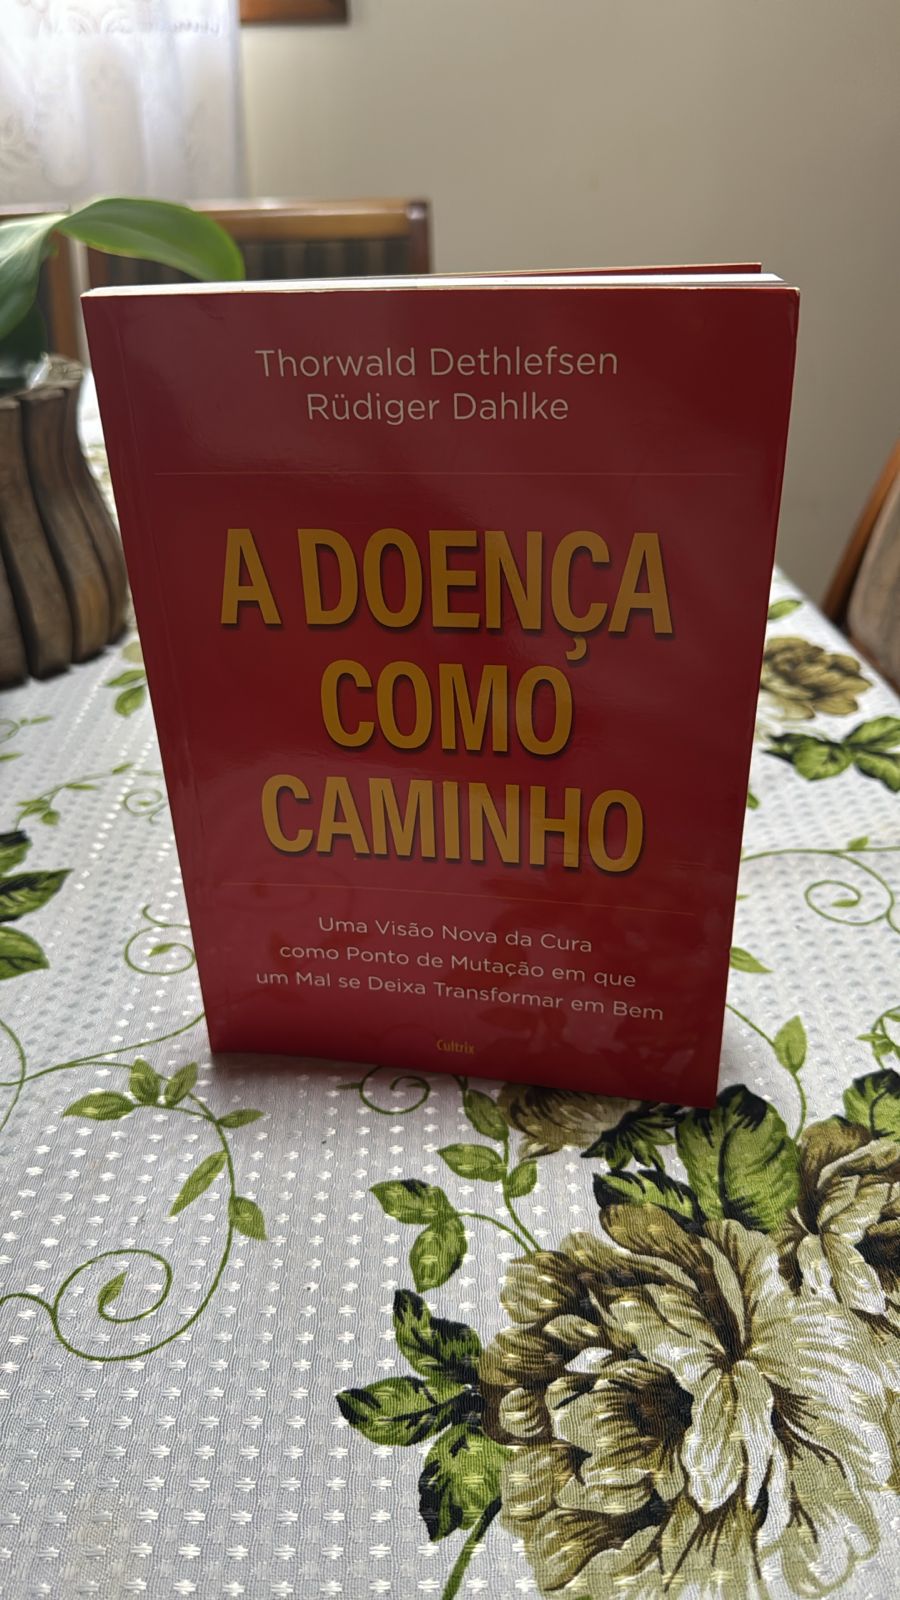 Thorwald Dethlefsen
Rüdiger Dahlke
A DOENÇA
COMO
CAMINHO
Uma Visão Nova da Cura
como Ponto de Mutação em que
um Mal se Deixa Transformar em Bem
Cultrix